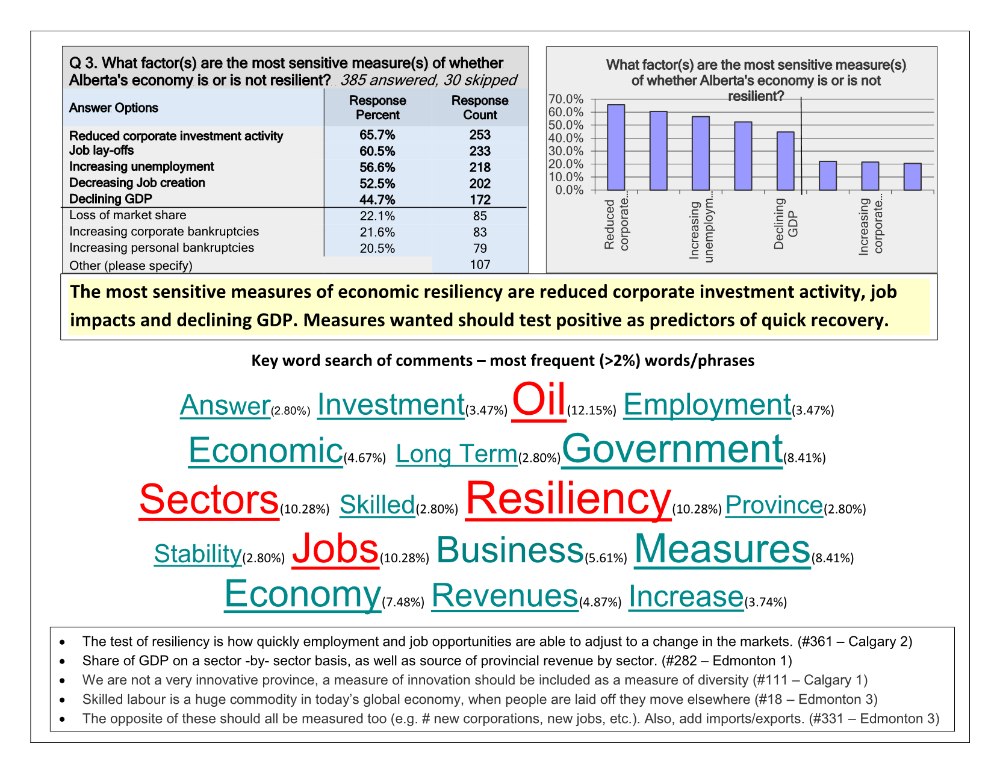 Q 3. What factor(s) are the most sensitive measure(s) of whether
Alberta's economy is or is not resilient? 385 answered, 30 skipped
Answer Options
Response Percent
Response Count
Reduced corporate investment activity 65.7% 253
Job lay-offs 60.5% 233
Increasing unemployment 56.6% 218
Decreasing Job creation 52.5% 202
Declining GDP 44.7% 172
Loss of market share 22.1% 85
Increasing corporate bankruptcies 21.6% 83
Increasing personal bankruptcies 20.5% 79
Other (please specify) 107
What factor(s) are the most sensitive measure(s)
of whether Alberta's economy is or is not
resilient?
70.0%
60.0%
50.0%
40.0%
30.0%
20.0%
10.0%
0.0%
Reduced
corporate...
Increasing
unemploym...
Declining
GDP
Increasing
corporate...
The most sensitive measures of economic resiliency are reduced corporate investment activity, job
impacts and declining GDP. Measures wanted should test positive as predictors of quick recovery.
Key word search of comments – most frequent (>2%) words/phrases
Answer(2.80%) Investment(3.47%) Oil(12.15%) Employment(3.47%)
Economic(4.67%) Long Term(2.80%) Government(8.41%)
Sectors(10.28%) Skilled(2.80%) Resiliency(10.28%) Province(2.80%)
Stability(2.80%) Jobs(10.28%) Business(5.61%) Measures(8.41%)
Economy(7.48%) Revenues(4.87%) Increase(3.74%)
• The test of resiliency is how quickly employment and job opportunities are able to adjust to a change in the markets. (#361 – Calgary 2)
• Share of GDP on a sector -by- sector basis, as well as source of provincial revenue by sector. (#282 – Edmonton 1)
• We are not a very innovative province, a measure of innovation should be included as a measure of diversity (#111 – Calgary 1)
• Skilled labour is a huge commodity in today's global economy, when people are laid off they move elsewhere (#18 – Edmonton 3)
• The opposite of these should all be measured too (e.g. # new corporations, new jobs, etc.). Also, add imports/exports. (#331 – Edmonton 3)